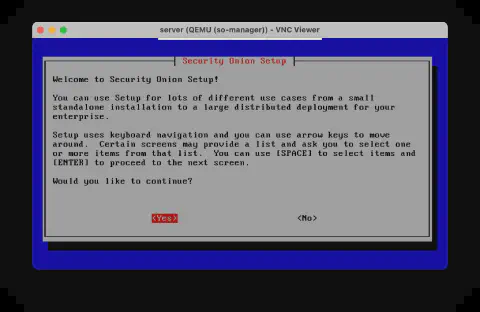 server (QEMU (so-manager)) - VNC Viewer
Security Onion Setup
Welcome to Security Onion Setup!
You can use Setup for lots of different use cases from a small
standalone installation to a large distributed deployment for your
enterprise.
Setup uses keyboard navigation and you can use arrow keys to move
around.  Certain screens may provide a list and ask you to select one
or more items from that list.  You can use [SPACE] to select items and
[ENTER] to proceed to the next screen.
Would you like to continue?
<Yes> <No>